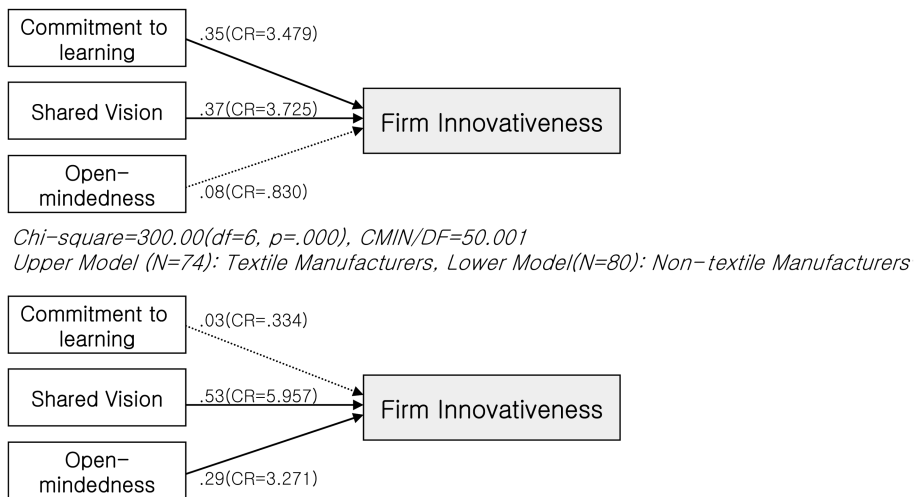 Commitment to
learning
.35(CR=3.479)
Shared Vision
.37(CR=3.725)
Firm Innovativeness
Open-
mindedness
.08(CR=.830)
Chi-square=300.00(df=6, p=.000), CMIN/DF=50.001
Upper Model (N=74): Textile Manufacturers, Lower Model(N=80): Non-textile Manufacturers
Commitment to
learning
.03(CR=.334)
Shared Vision
.53(CR=5.957)
Firm Innovativeness
Open-
mindedness
.29(CR=3.271)